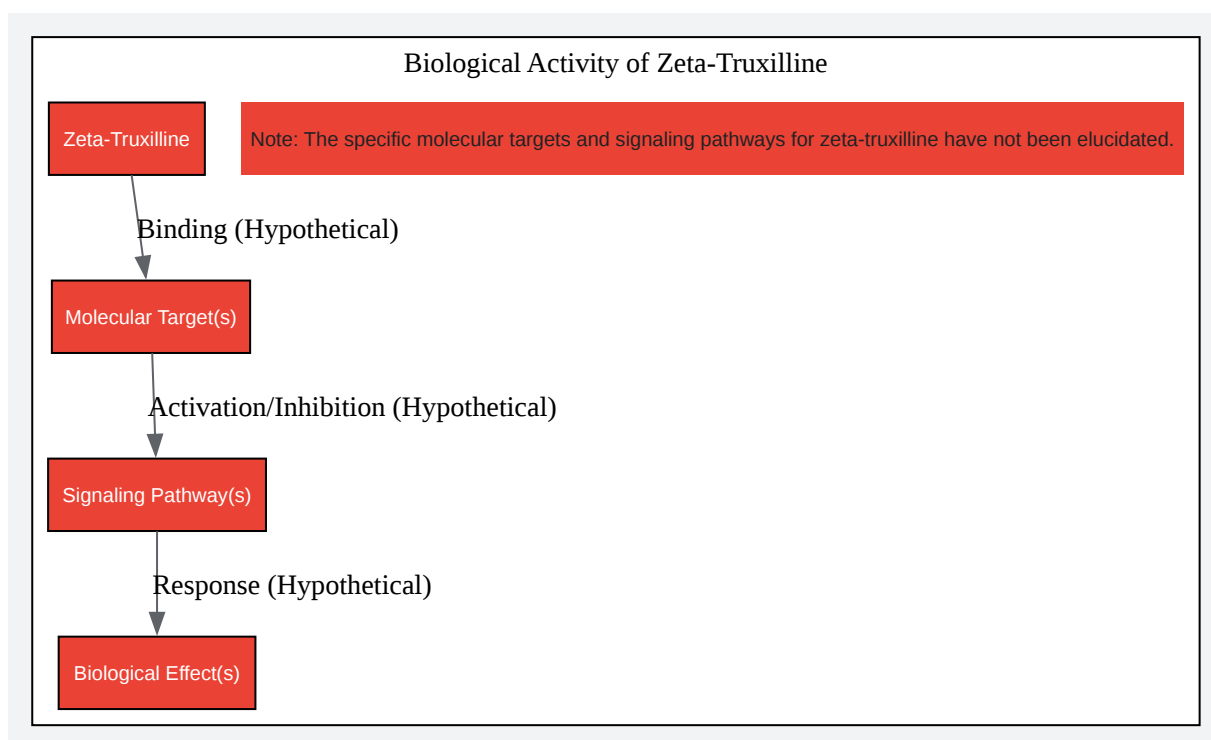 Biological Activity of Zeta-Truxilline
Zeta-Truxilline
Note: The specific molecular targets and signaling pathways for zeta-truxilline have not been elucidated.
Binding (Hypothetical)
Molecular Target(s)
Activation/Inhibition (Hypothetical)
Signaling Pathway(s)
Response (Hypothetical)
Biological Effect(s)